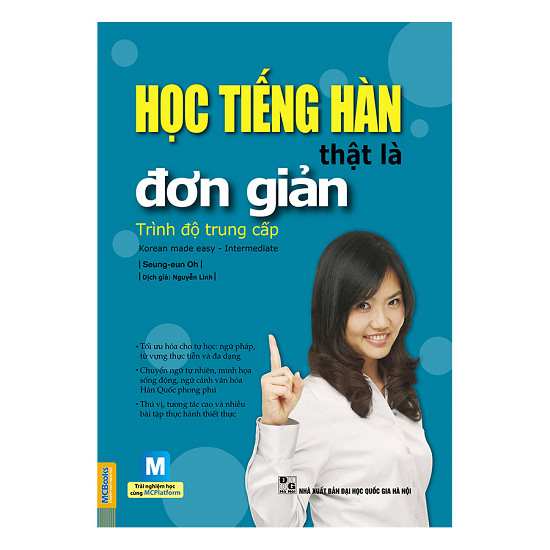 HỌC TIẾNG HÀN
thật là
đơn giản
Trình độ trung cấp
Korean made easy - Intermediate
| Seung-eun Oh |
| Dịch giả: Nguyễn Linh |
• Tối ưu hóa cho tự học: ngữ pháp,
từ vựng thực tiễn và đa dạng
• Chuyển ngữ tự nhiên, minh họa
sống động, ngữ cảnh văn hóa
Hàn Quốc phong phú
• Thú vị, tương tác cao và nhiều
bài tập thực hành thiết thực
MCBooks
M
Trải nghiệm học
cùng MCPlatform
NHÀ XUẤT BẢN ĐẠI HỌC QUỐC GIA HÀ NỘI